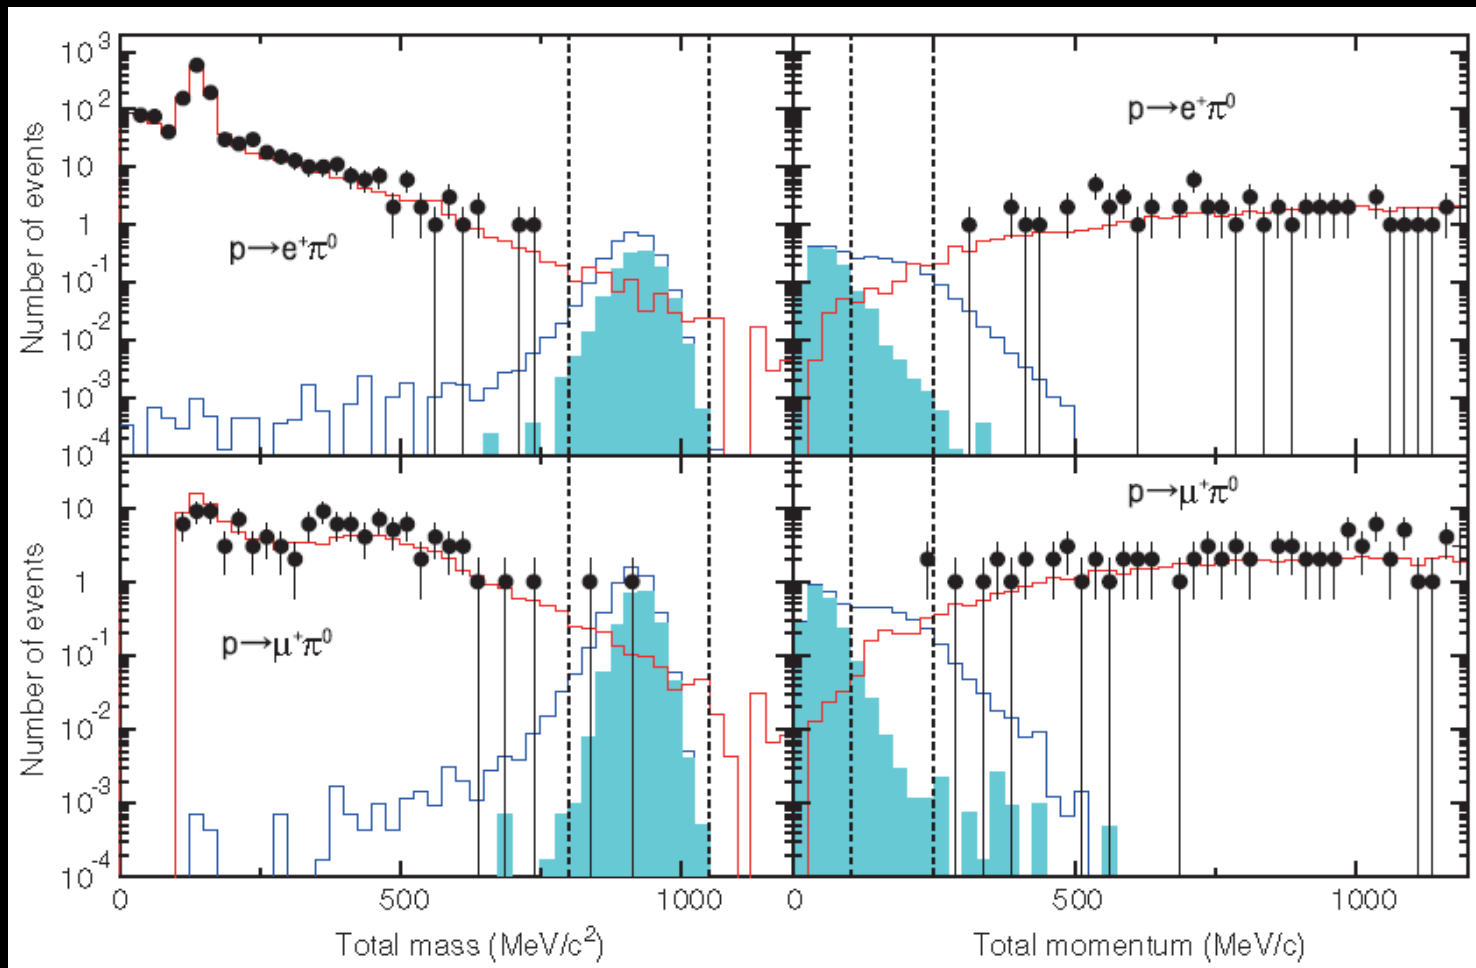 Number of events
10³
10²
10
1
10⁻¹
10⁻²
10⁻³
10⁻⁴
p→e⁺π⁰
p→e⁺π⁰
Number of events
10
1
10⁻¹
10⁻²
10⁻³
10⁻⁴
p→μ⁺π⁰
p→μ⁺π⁰
0 500 1000
0 500 1000
Total mass (MeV/c²)
Total momentum (MeV/c)